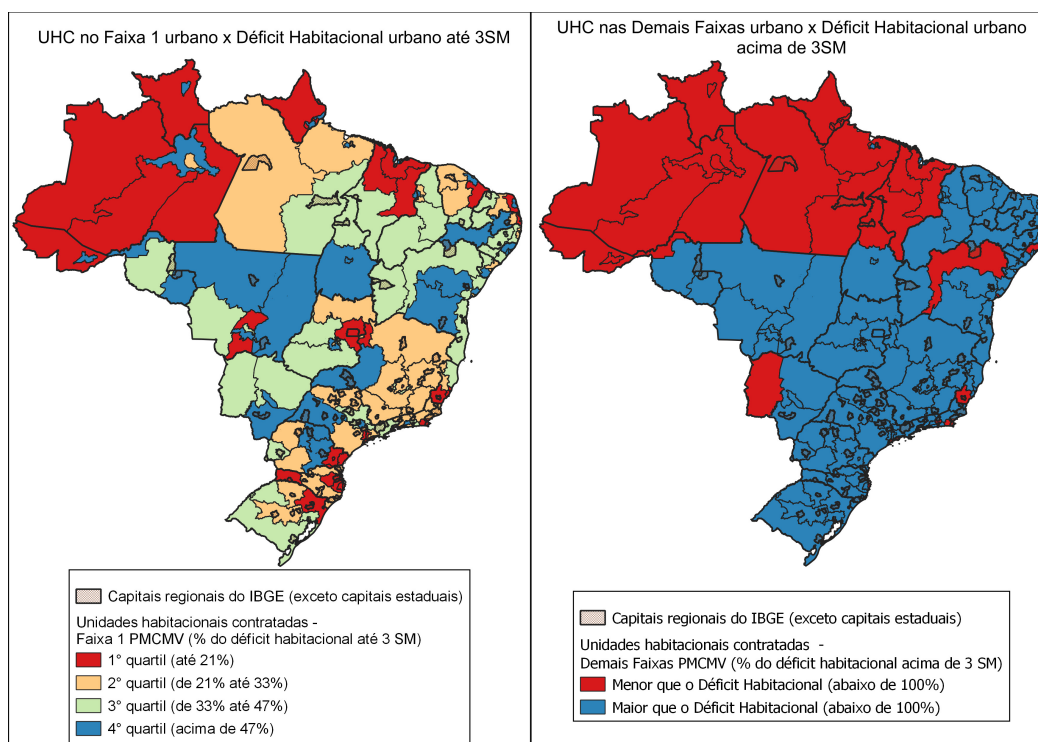 UHC no Faixa 1 urbano x Déficit Habitacional urbano até 3SM
Capitais regionais do IBGE (exceto capitais estaduais)
Unidades habitacionais contratadas -
Faixa 1 PMCMV (% do déficit habitacional até 3 SM)
1° quartil (até 21%)
2° quartil (de 21% até 33%)
3° quartil (de 33% até 47%)
4° quartil (acima de 47%)
UHC nas Demais Faixas urbano x Déficit Habitacional urbano
acima de 3SM
Capitais regionais do IBGE (exceto capitais estaduais)
Unidades habitacionais contratadas -
Demais Faixas PMCMV (% do déficit habitacional acima de 3 SM)
Menor que o Déficit Habitacional (abaixo de 100%)
Maior que o Déficit Habitacional (abaixo de 100%)